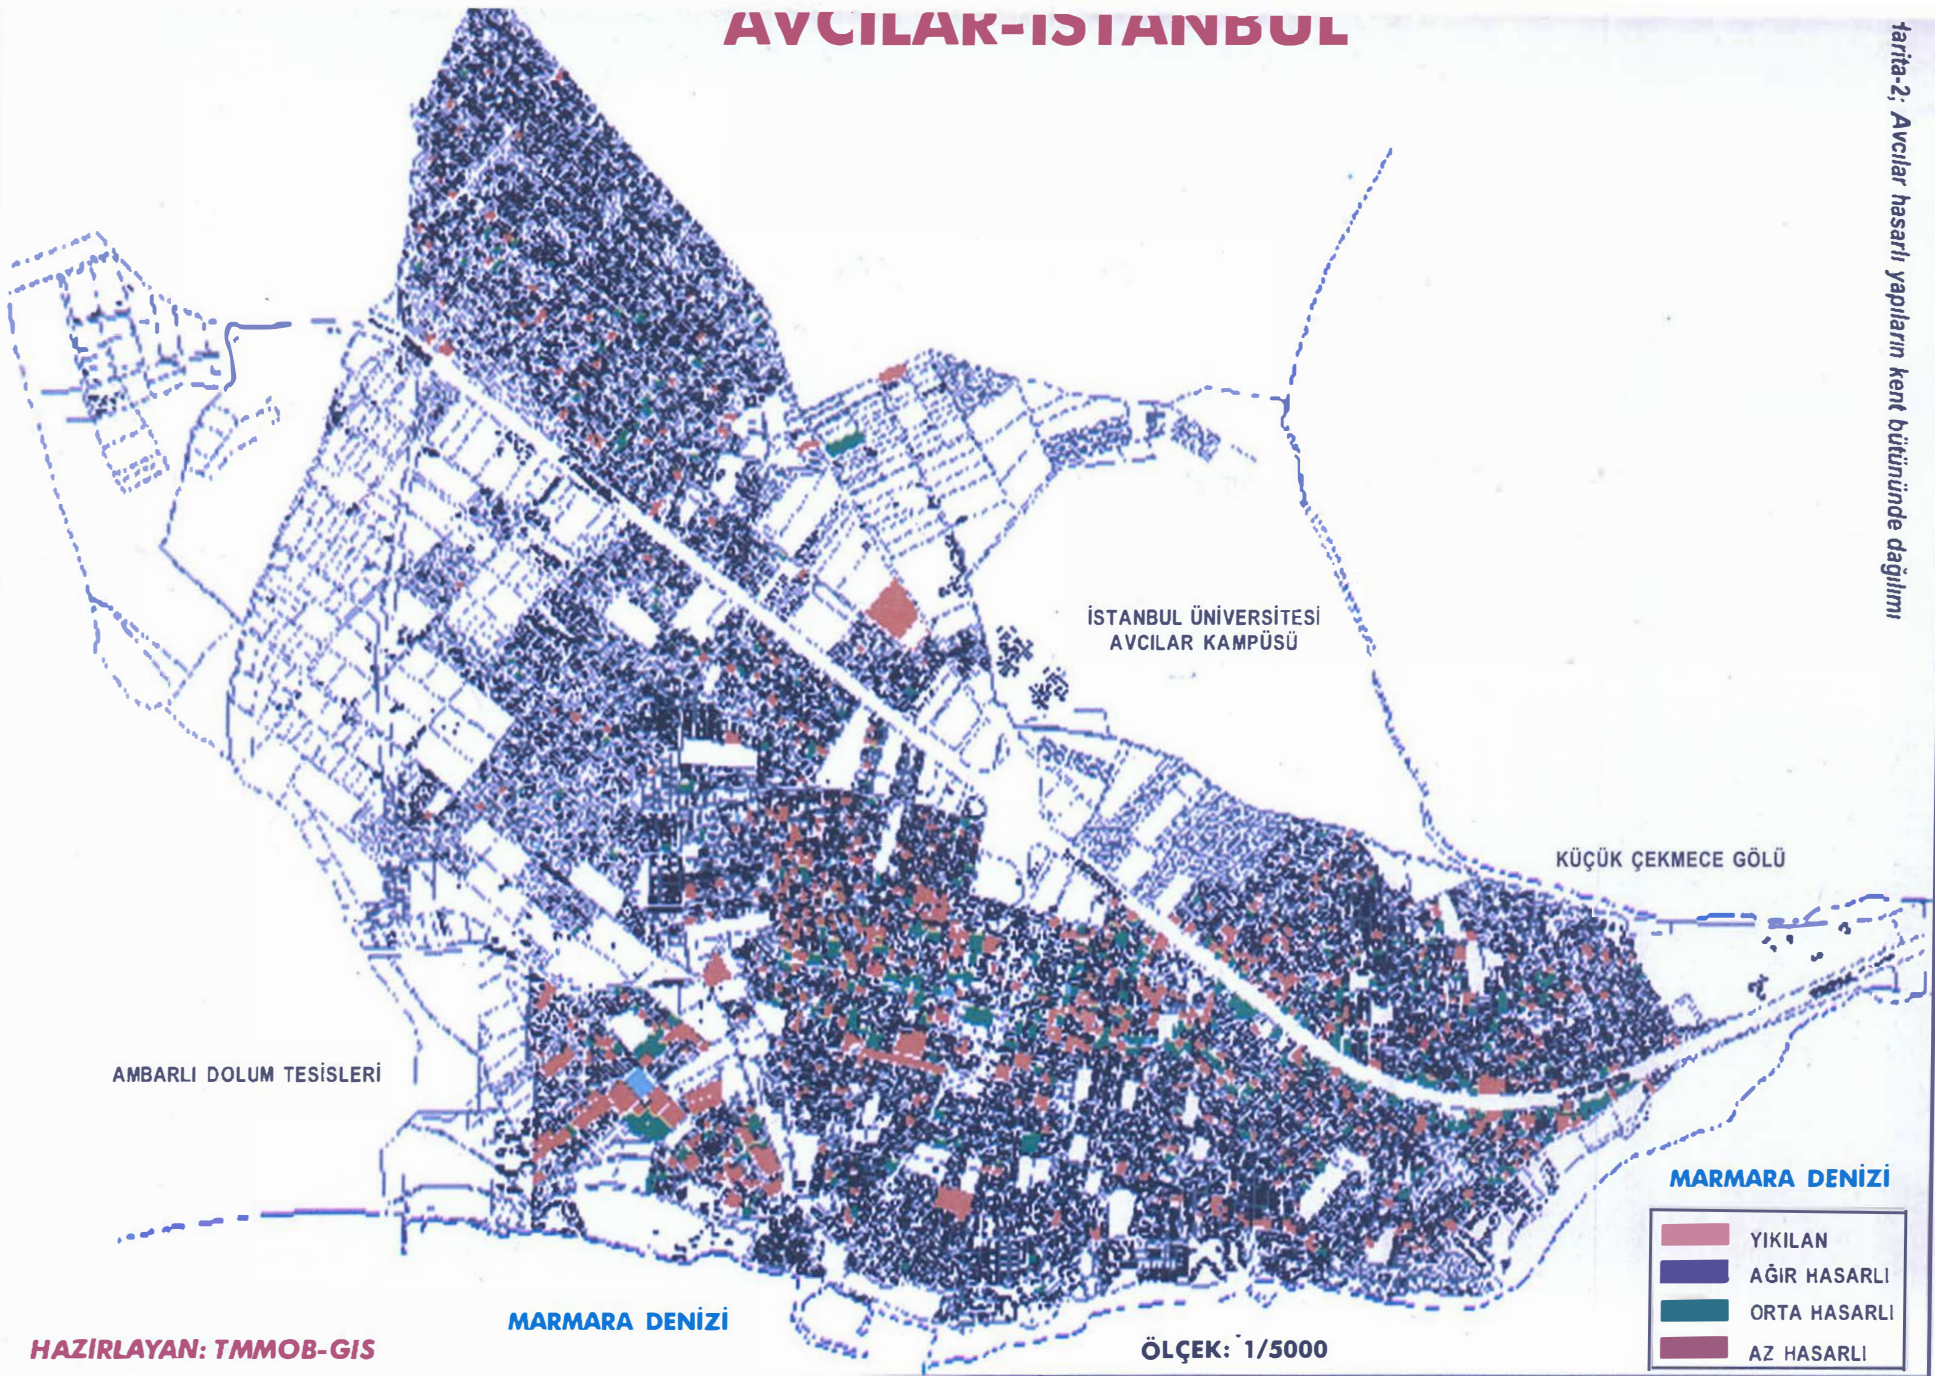 AVCILAR-İSTANBUL
Harita-2; Avcılar hasarlı yapıların kent bütününde dağılımı
İSTANBUL ÜNİVERSİTESİ
AVCILAR KAMPÜSÜ
KÜÇÜK ÇEKMECE GÖLÜ
AMBARLI DOLUM TESİSLERİ
MARMARA DENİZİ
YIKILAN
AĞIR HASARLI
ORTA HASARLI
AZ HASARLI
MARMARA DENİZİ
ÖLÇEK: 1/5000
HAZIRLAYAN: TMMOB-GIS